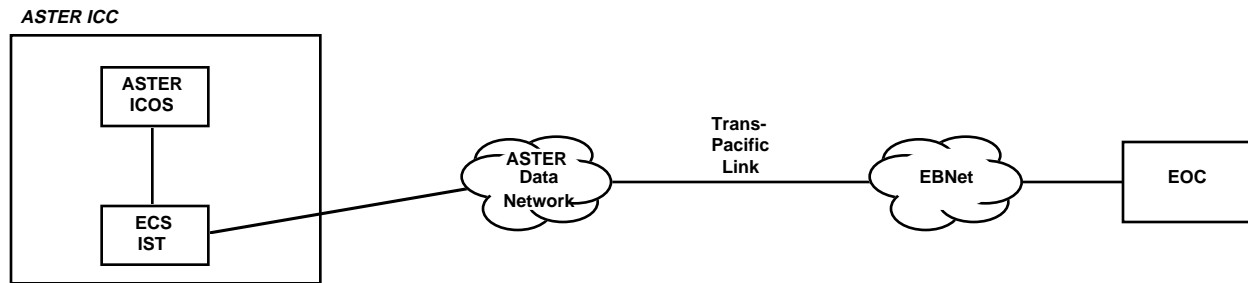 ASTER ICC
ASTER
ICOS
ECS
IST
ASTER
Data
Network
Trans-
Pacific
Link
EBNet
EOC